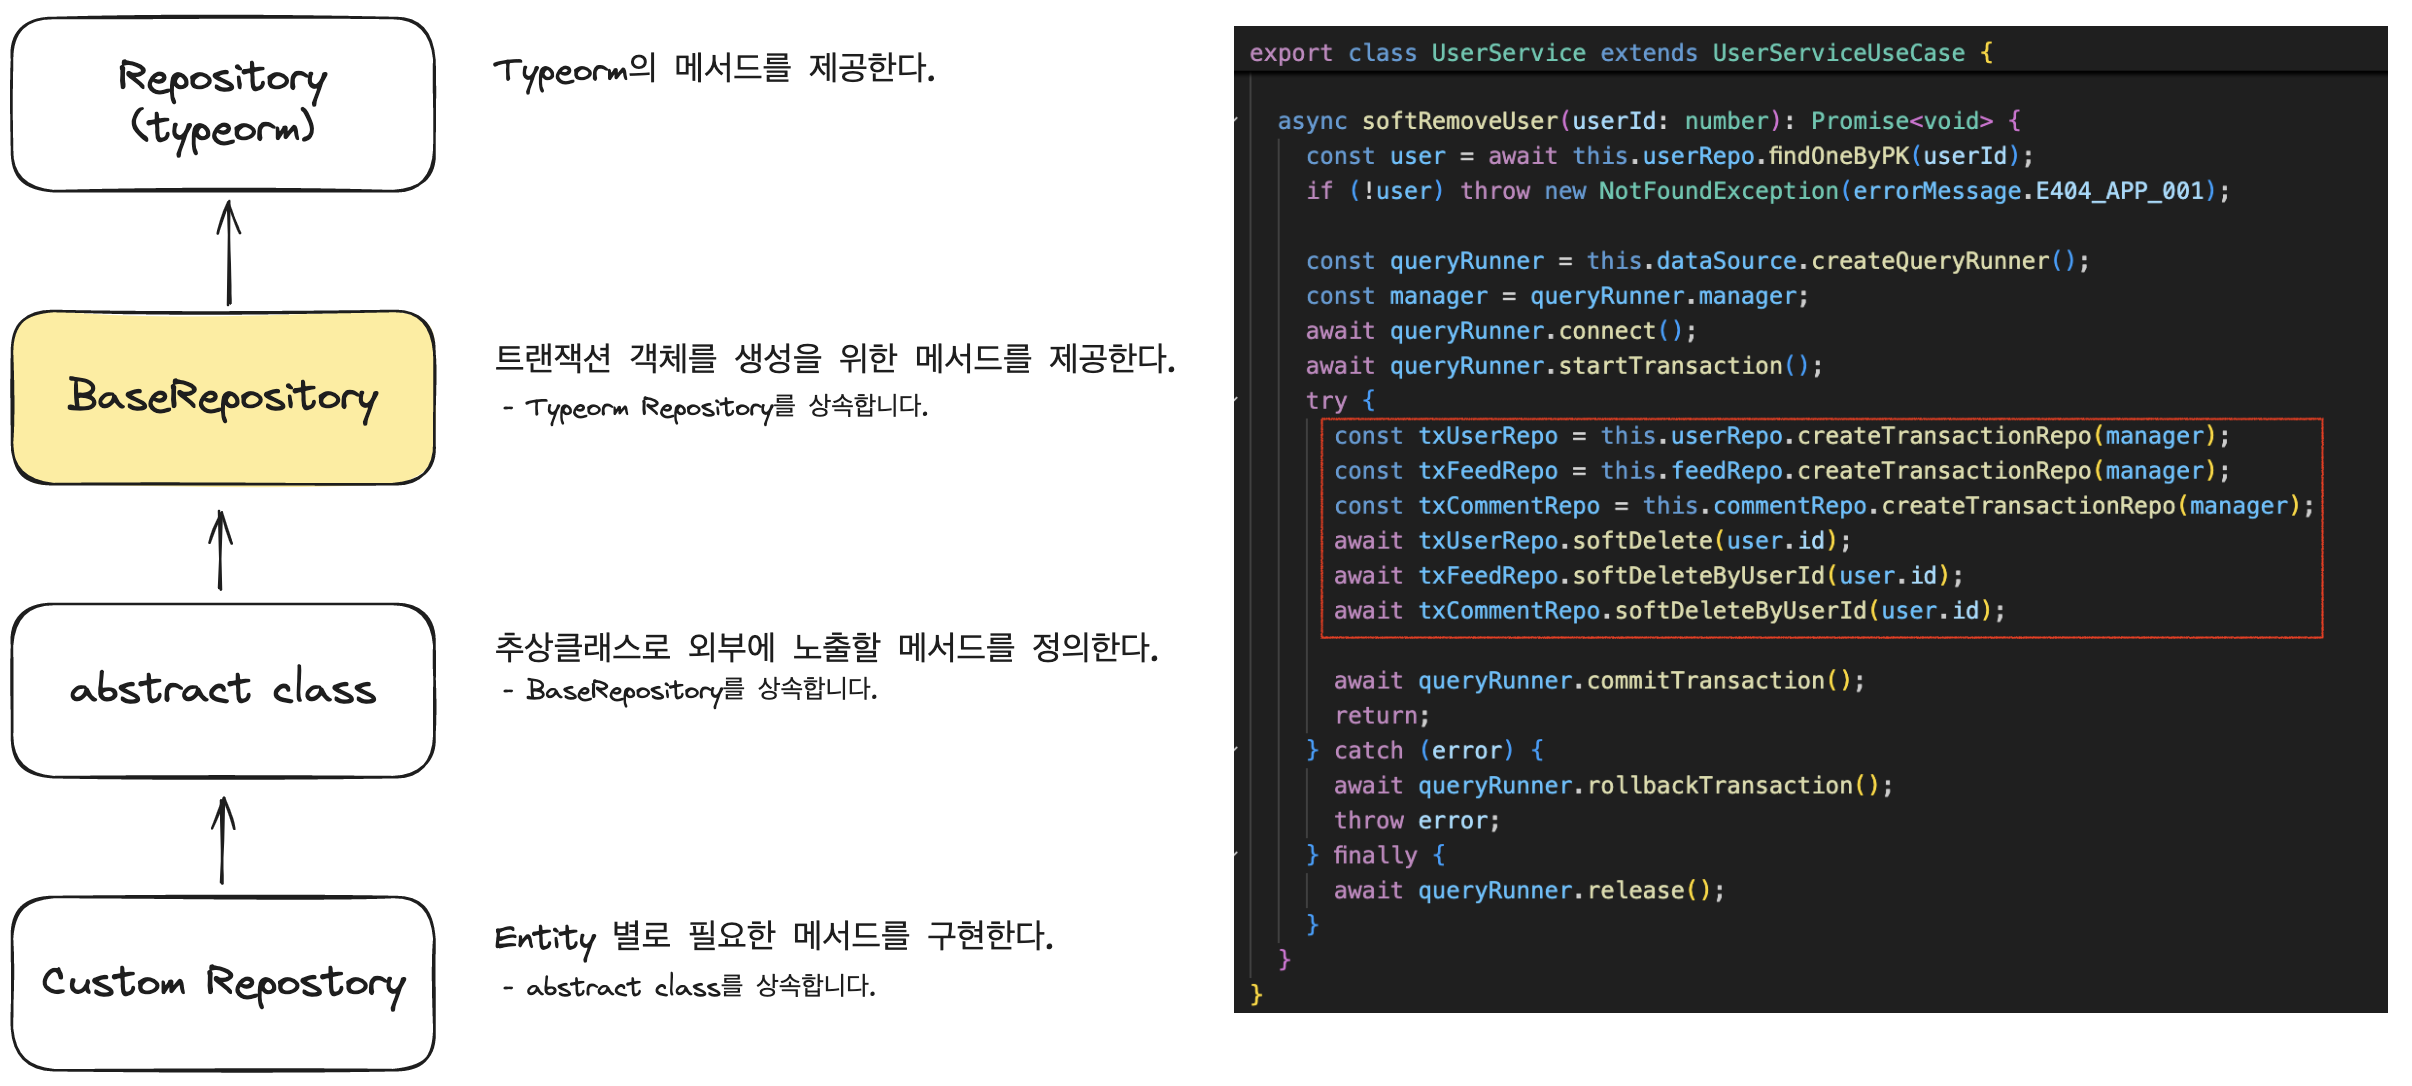 Repository
(typeorm)
Typeorm의 메서드를 제공한다.
BaseRepository
트랜잭션 객체를 생성을 위한 메서드를 제공한다.
- Typeorm Repository를 상속합니다.
abstract class
추상클래스로 외부에 노출할 메서드를 정의한다.
- BaseRepository를 상속합니다.
Custom Repostory
Entity 별로 필요한 메서드를 구현한다.
- abstract class를 상속합니다.
export class UserService extends UserServiceUseCase {
async softRemoveUser(userId: number): Promise<void> {
const user = await this.userRepo.findOneByPK(userId);
if (!user) throw new NotFoundException(errorMessage.E404_APP_001);
const queryRunner = this.dataSource.createQueryRunner();
const manager = queryRunner.manager;
await queryRunner.connect();
await queryRunner.startTransaction();
try {
const txUserRepo = this.userRepo.createTransactionRepo(manager);
const txFeedRepo = this.feedRepo.createTransactionRepo(manager);
const txCommentRepo = this.commentRepo.createTransactionRepo(manager);
await txUserRepo.softDelete(user.id);
await txFeedRepo.softDeleteByUserId(user.id);
await txCommentRepo.softDeleteByUserId(user.id);
await queryRunner.commitTransaction();
return;
} catch (error) {
await queryRunner.rollbackTransaction();
throw error;
} finally {
await queryRunner.release();
}
}
}